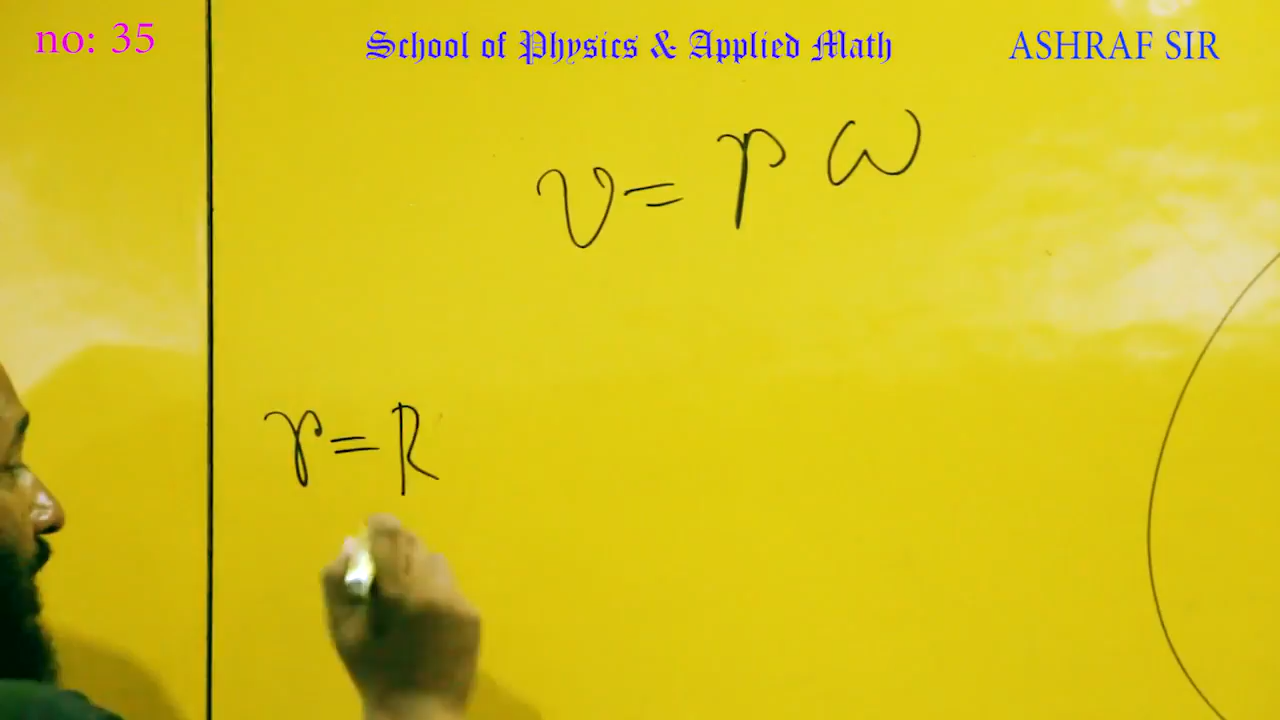 no: 35 School of Physics & Applied Math ASHRAF SIR
v = r ω
r = R